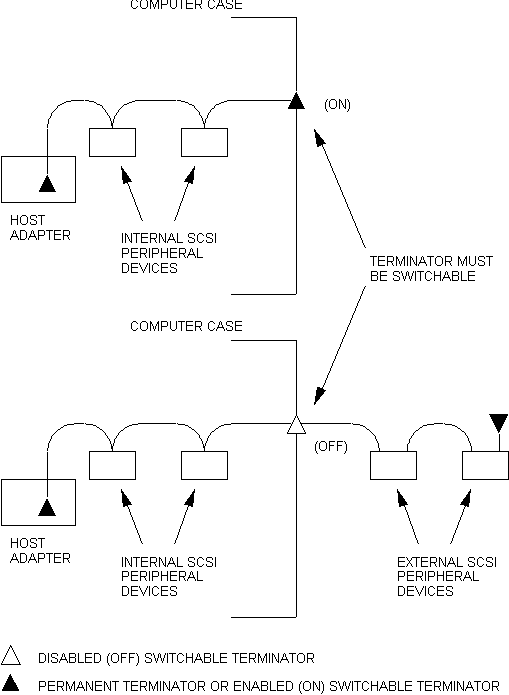 COMPUTER CASE
(ON)
HOST
ADAPTER
INTERNAL SCSI
PERIPHERAL
DEVICES
TERMINATOR MUST
BE SWITCHABLE
COMPUTER CASE
(OFF)
HOST
ADAPTER
INTERNAL SCSI
PERIPHERAL
DEVICES
EXTERNAL SCSI
PERIPHERAL
DEVICES
DISABLED (OFF) SWITCHABLE TERMINATOR
PERMANENT TERMINATOR OR ENABLED (ON) SWITCHABLE TERMINATOR